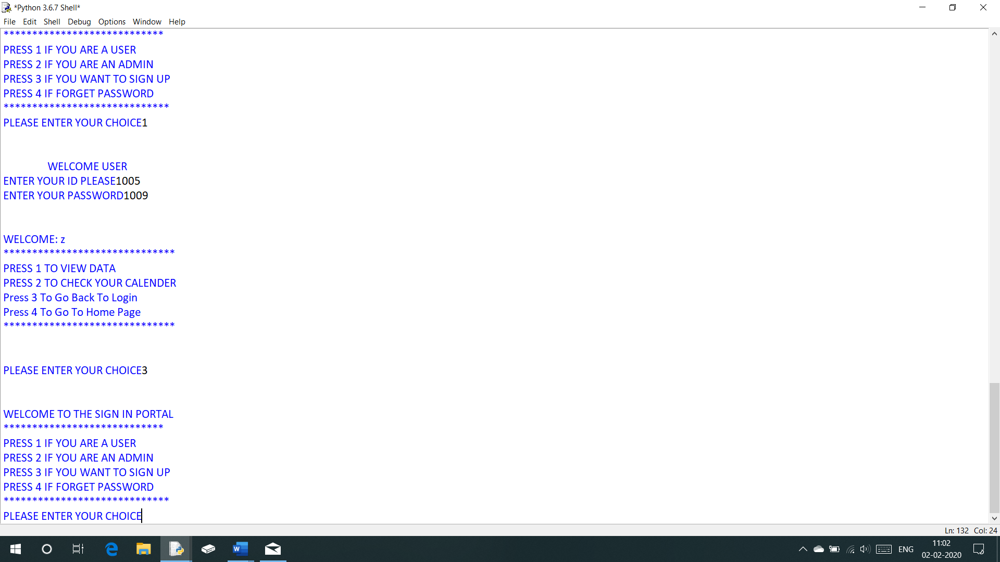 *Python 3.6.7 Shell*
File Edit Shell Debug Options Window Help
****************************
PRESS 1 IF YOU ARE A USER
PRESS 2 IF YOU ARE AN ADMIN
PRESS 3 IF YOU WANT TO SIGN UP
PRESS 4 IF FORGET PASSWORD
*****************************
PLEASE ENTER YOUR CHOICE1
WELCOME USER
ENTER YOUR ID PLEASE1005
ENTER YOUR PASSWORD1009
WELCOME: z
******************************
PRESS 1 TO VIEW DATA
PRESS 2 TO CHECK YOUR CALENDER
Press 3 To Go Back To Login
Press 4 To Go To Home Page
******************************
PLEASE ENTER YOUR CHOICE3
WELCOME TO THE SIGN IN PORTAL
****************************
PRESS 1 IF YOU ARE A USER
PRESS 2 IF YOU ARE AN ADMIN
PRESS 3 IF YOU WANT TO SIGN UP
PRESS 4 IF FORGET PASSWORD
*****************************
PLEASE ENTER YOUR CHOICE
Ln: 132 Col: 24
ENG
11:02
02-02-2020